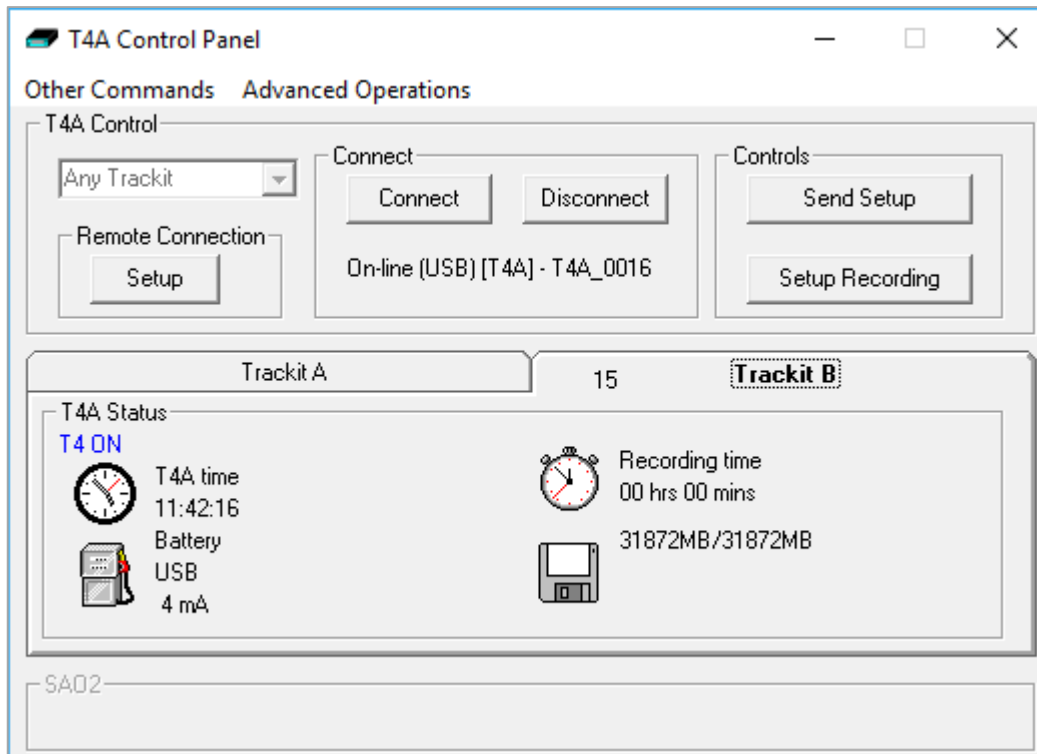 T4A Control Panel
Other Commands Advanced Operations
T4A Control
Any Trackit
Remote Connection
Setup
Connect
Connect Disconnect
On-line (USB) [T4A] - T4A_0016
Controls
Send Setup
Setup Recording
Trackit A
15 Trackit B
T4A Status
T4 ON
T4A time
11:42:16
Battery
USB
4 mA
Recording time
00 hrs 00 mins
31872MB/31872MB
SAO2